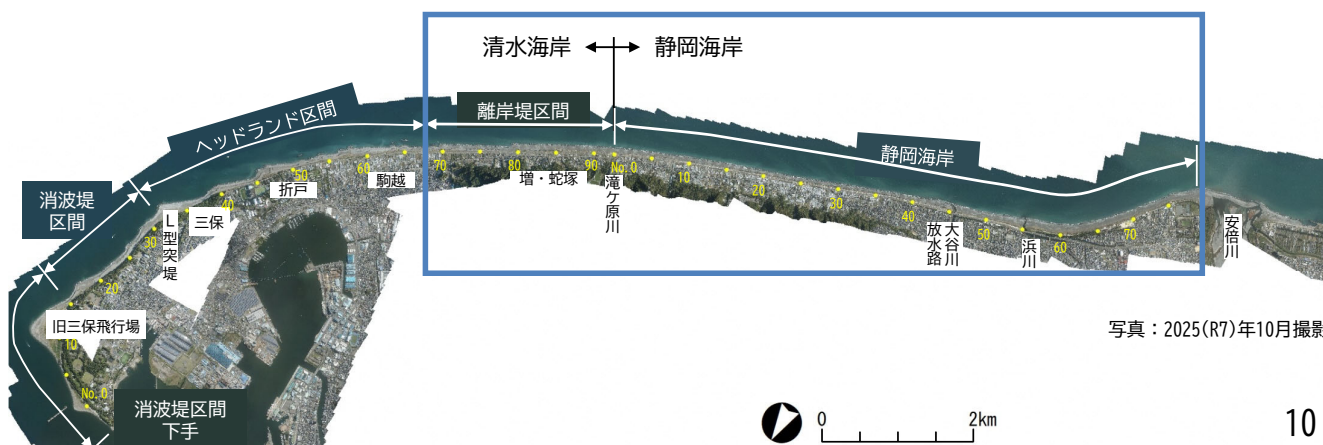 清水海岸 静岡海岸
離岸堤区間
ヘッドランド区間
静岡海岸
消波堤
区間
消波堤区間
下手
旧三保飛行場
L型突堤
三保
折戸
駒越
増・蛇塚
滝ケ原川
大谷川
放水路
浜川
安倍川
No.0
10
20
30
40
50
60
70
80
90
No.0
10
20
30
40
50
60
70
写真:2025(R7)年10月撮影
0 2km
10